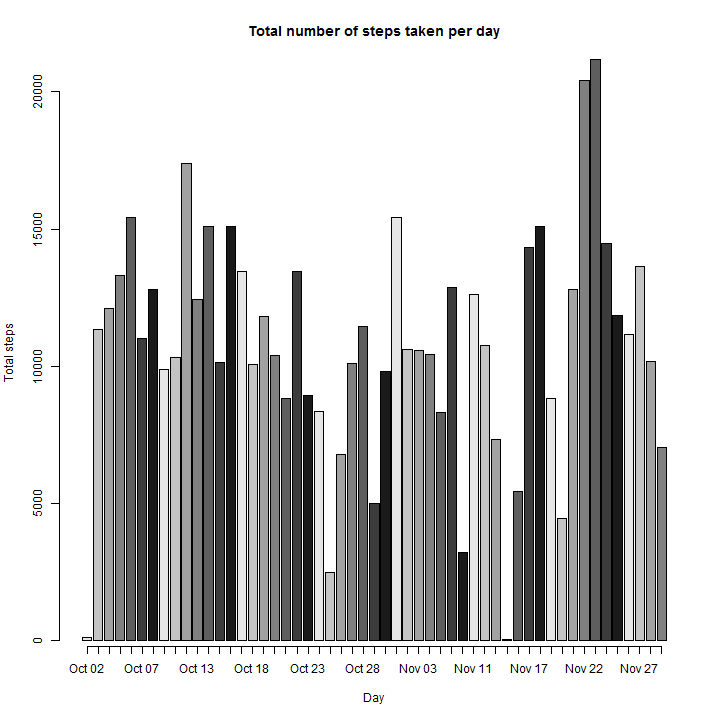 Total number of steps taken per day
20000
15000
10000
5000
0
Total steps
Oct 02 Oct 07 Oct 13 Oct 18 Oct 23 Oct 28 Nov 03 Nov 11 Nov 17 Nov 22 Nov 27
Day